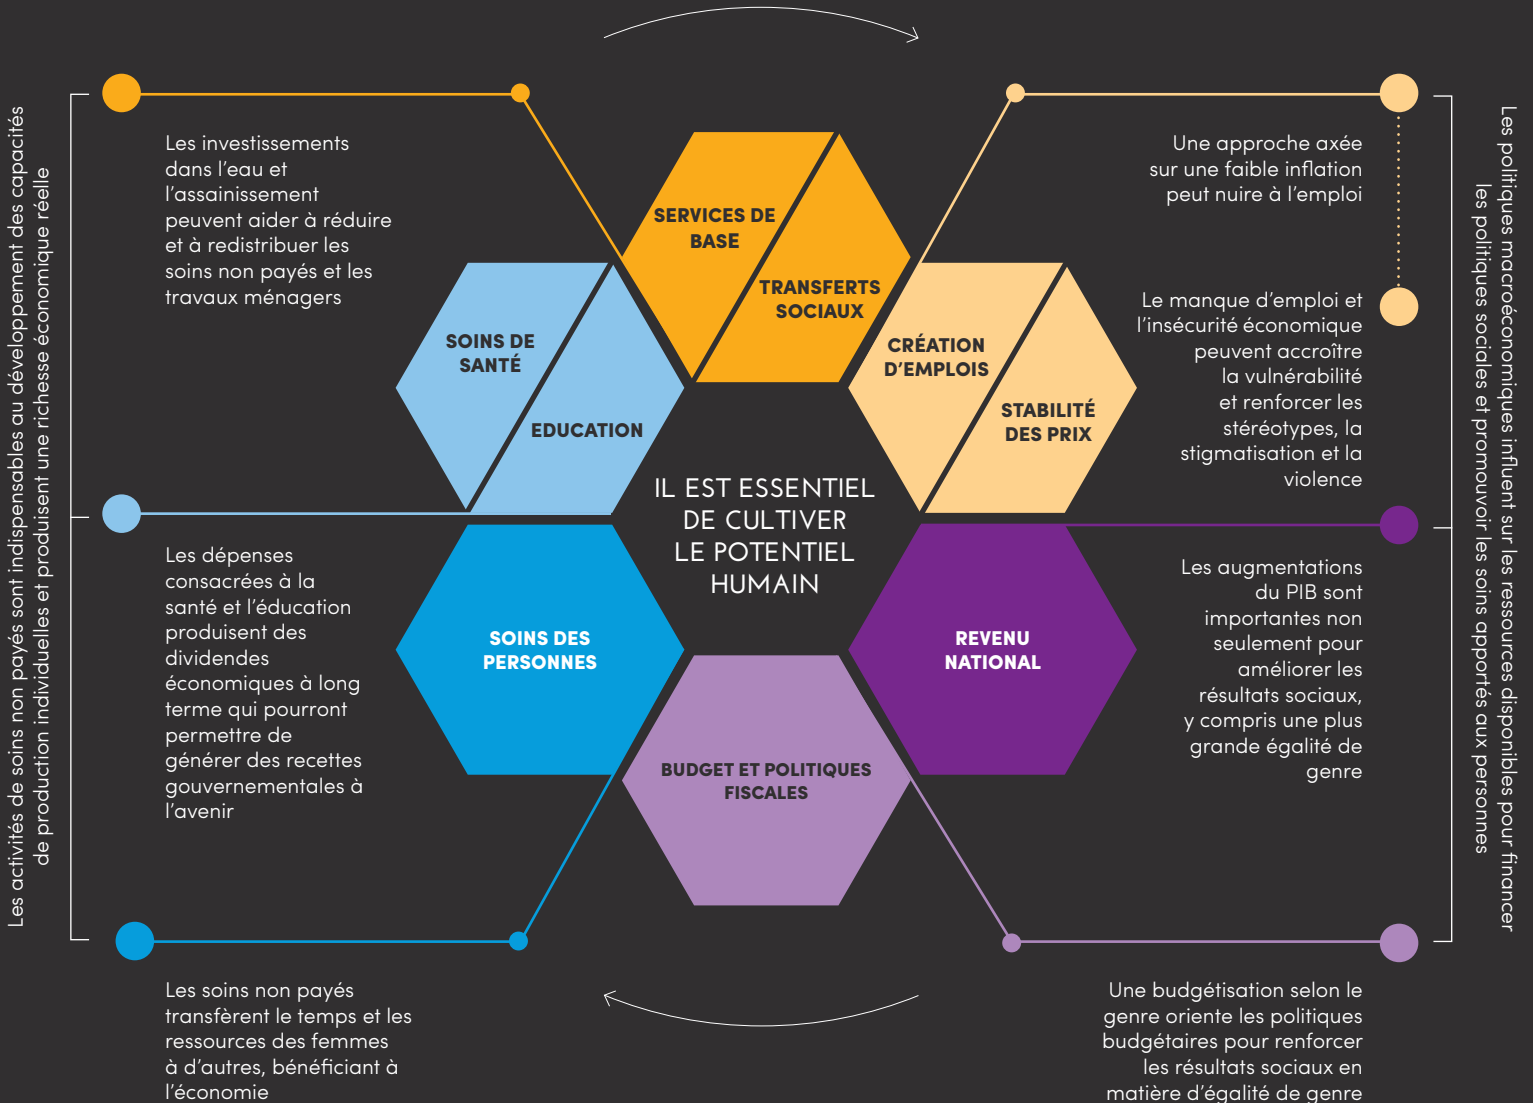 Les activités de soins non payés sont indispensables au développement des capacités
de production individuelles et produisent une richesse économique réelle
Les investissements
dans l'eau et
l'assainissement
peuvent aider à réduire
et à redistribuer les
soins non payés et les
travaux ménagers
Les dépenses
consacrées à la
santé et l'éducation
produisent des
dividendes
économiques à long
terme qui pourront
permettre de
générer des recettes
gouvernementales à
l'avenir
Les soins non payés
transfèrent le temps et les
ressources des femmes
à d'autres, bénéficiant à
l'économie
SERVICES DE
BASE
TRANSFERTS
SOCIAUX
SOINS DE
SANTÉ
EDUCATION
CRÉATION
D'EMPLOIS
STABILITÉ
DES PRIX
IL EST ESSENTIEL
DE CULTIVER
LE POTENTIEL
HUMAIN
SOINS DES
PERSONNES
REVENU
NATIONAL
BUDGET ET POLITIQUES
FISCALES
Une approche axée
sur une faible inflation
peut nuire à l'emploi
Le manque d'emploi et
l'insécurité économique
peuvent accroître
la vulnérabilité
et renforcer les
stéréotypes, la
stigmatisation et la
violence
Les augmentations
du PIB sont
importantes non
seulement pour
améliorer les
résultats sociaux,
y compris une plus
grande égalité de
genre
Une budgétisation selon le
genre oriente les politiques
budgétaires pour renforcer
les résultats sociaux en
matière d'égalité de genre
Les politiques macroéconomiques influent sur les ressources disponibles pour financer
les politiques sociales et promouvoir les soins apportés aux personnes